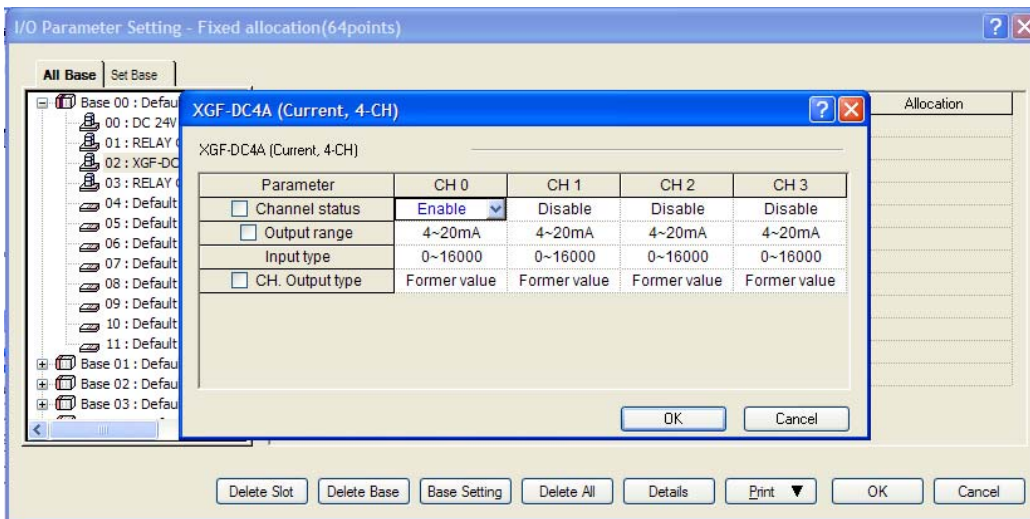 I/O Parameter Setting - Fixed allocation(64points)
All Base Set Base
Base 00 : Defau
00 : DC 24V
01 : RELAY
02 : XGF-DC
03 : RELAY
04 : Default
05 : Default
06 : Default
07 : Default
08 : Default
09 : Default
10 : Default
11 : Default
Base 01 : Defau
Base 02 : Defau
Base 03 : Defau
Allocation
XGF-DC4A (Current, 4-CH)
XGF-DC4A (Current, 4-CH)
Parameter CH 0 CH 1 CH 2 CH 3
Channel status Enable Disable Disable Disable
Output range 4~20mA 4~20mA 4~20mA 4~20mA
Input type 0~16000 0~16000 0~16000 0~16000
CH. Output type Former value Former value Former value Former value
OK Cancel
Delete Slot Delete Base Base Setting Delete All Details Print ▼ OK Cancel